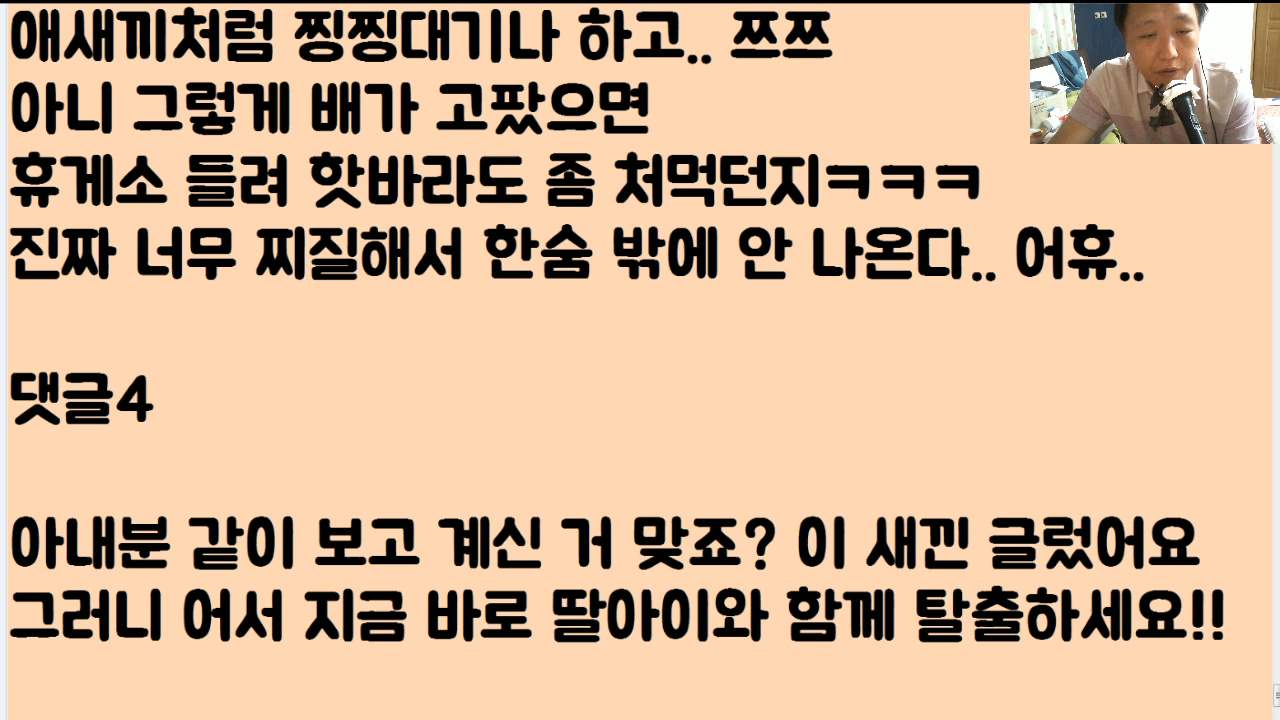 애새끼처럼 찡찡대기나 하고.. 쯔쯔
아니 그렇게 배가 고팠으면
휴게소 들려 핫바라도 좀 처먹던지ㅋㅋㅋ
진짜 너무 찌질해서 한숨 밖에 안 나온다.. 어휴..
댓글4
아내분 같이 보고 계신 거 맞죠? 이 새낀 글렀어요
그러니 어서 지금 바로 딸아이와 함께 탈출하세요!!